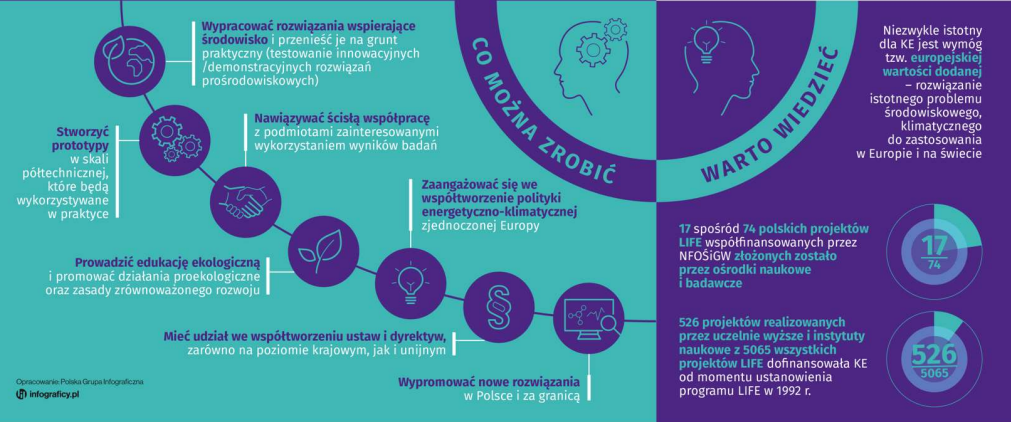 Wypracować rozwiązania wspierające
środowisko i przenieść je na grunt
praktyczny (testowanie innowacyjnych
/demonstracyjnych rozwiązań
prośrodowiskowych)
Stworzyć
prototypy
w skali
półtechnicznej,
które będą
wykorzystywane
w praktyce
Nawiązywać ścisłą współpracę
z podmiotami zainteresowanymi
wykorzystaniem wyników badań
Zaangażować się we
współtworzenie polityki
energetyczno-klimatycznej
zjednoczonej Europy
Prowadzić edukację ekologiczną
i promować działania proekologiczne
oraz zasady zrównoważonego rozwoju
§
Mieć udział we współtworzeniu ustaw i dyrektyw,
zarówno na poziomie krajowym, jak i unijnym
Wypromować nowe rozwiązania
w Polsce i za granicą
Opracowanie: Polska Grupa Infograficzna
infograficy.pl
CO MOŻNA ZROBIĆ
WARTO WIEDZIEĆ
Niezwykle istotny
dla KE jest wymóg
tzw. europejskiej
wartości dodanej
– rozwiązanie
istotnego problemu
środowiskowego,
klimatycznego
do zastosowania
w Europie i na świecie
17 spośród 74 polskich projektów
LIFE współfinansowanych przez
NFOŚiGW złożonych zostało
przez ośrodki naukowe
i badawcze
17
74
526 projektów realizowanych
przez uczelnie wyższe i instytuty
naukowe z 5065 wszystkich
projektów LIFE dofinansowała KE
od momentu ustanowienia
programu LIFE w 1992 r.
526
5065